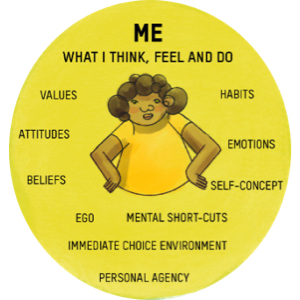 ME
WHAT I THINK, FEEL AND DO
VALUES
HABITS
ATTITUDES
EMOTIONS
BELIEFS
SELF-CONCEPT
EGO
MENTAL SHORT-CUTS
IMMEDIATE CHOICE ENVIRONMENT
PERSONAL AGENCY